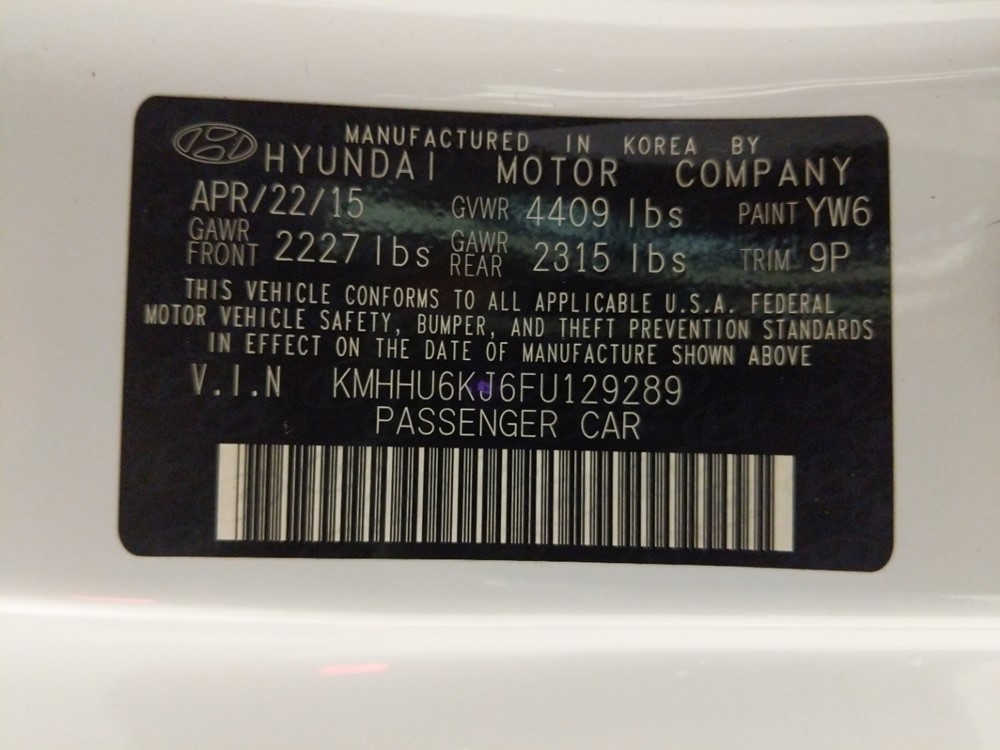 MANUFACTURED IN KOREA BY
HYUNDAI MOTOR COMPANY
APR/22/15 GVWR 4409 lbs PAINT YW6
GAWR FRONT 2227 lbs GAWR REAR 2315 lbs TRIM 9P
THIS VEHICLE CONFORMS TO ALL APPLICABLE U.S.A. FEDERAL
MOTOR VEHICLE SAFETY, BUMPER, AND THEFT PREVENTION STANDARDS
IN EFFECT ON THE DATE OF MANUFACTURE SHOWN ABOVE
V.I.N KMHHU6KJ6FU129289
PASSENGER CAR